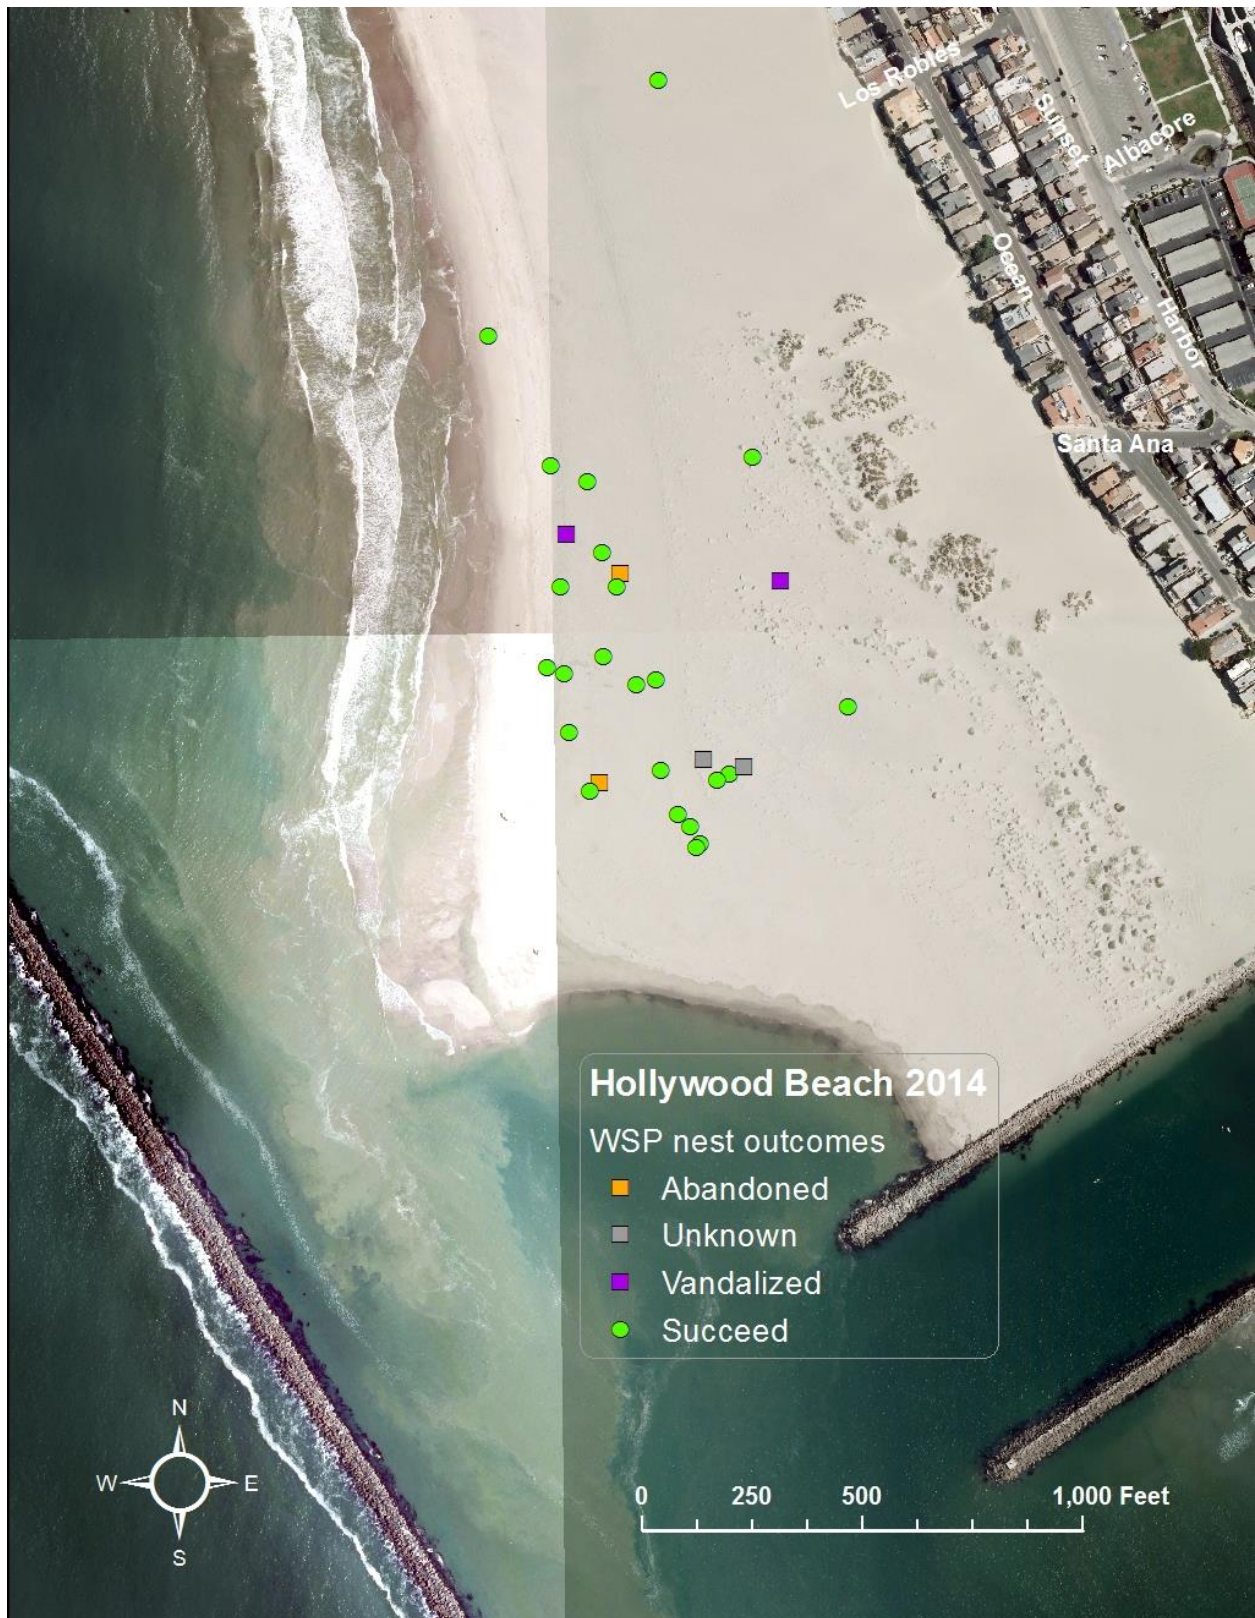 Los Robles
Sunset
Albacore
Ocean
Harbor
Santa Ana
Hollywood Beach 2014
WSP nest outcomes
Abandoned
Unknown
Vandalized
Succeed
N
W E
S
0 250 500 1,000 Feet